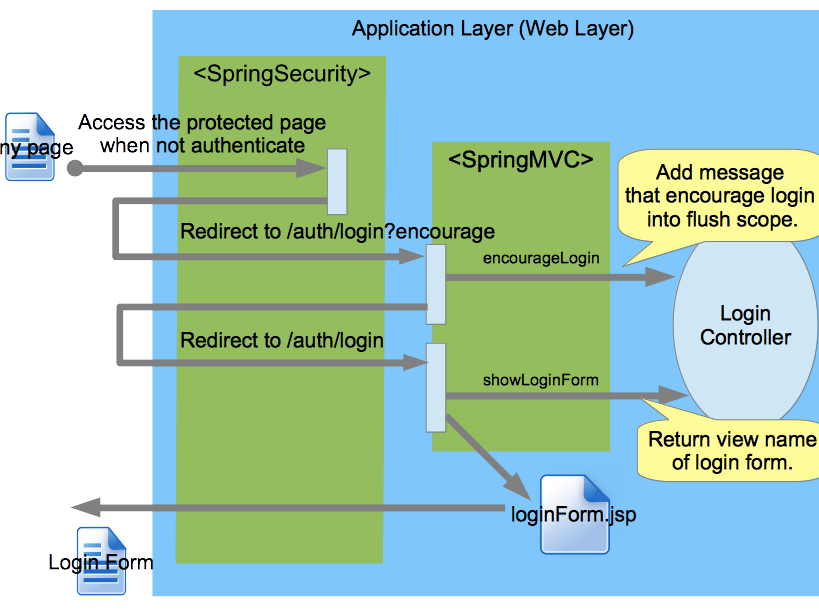 Application Layer (Web Layer)
<SpringSecurity>
Access the protected page
when not authenticate
ny page
<SpringMVC>
Add message
that encourage login
into flush scope.
Redirect to /auth/login?encourage
encourageLogin
Login
Controller
Redirect to /auth/login
showLoginForm
Return view name
of login form.
loginForm.jsp
Login Form